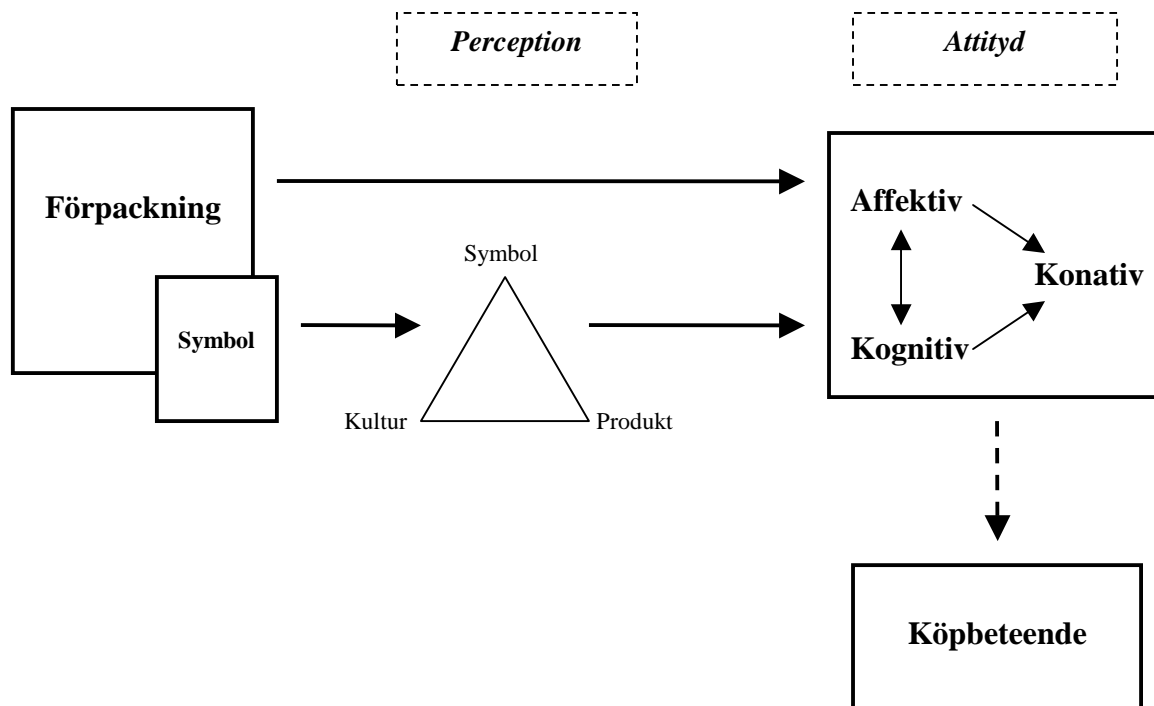 Perception
Attityd
Förpackning
Symbol
Symbol
Kultur
Produkt
Affektiv
Konativ
Kognitiv
Köpbeteende